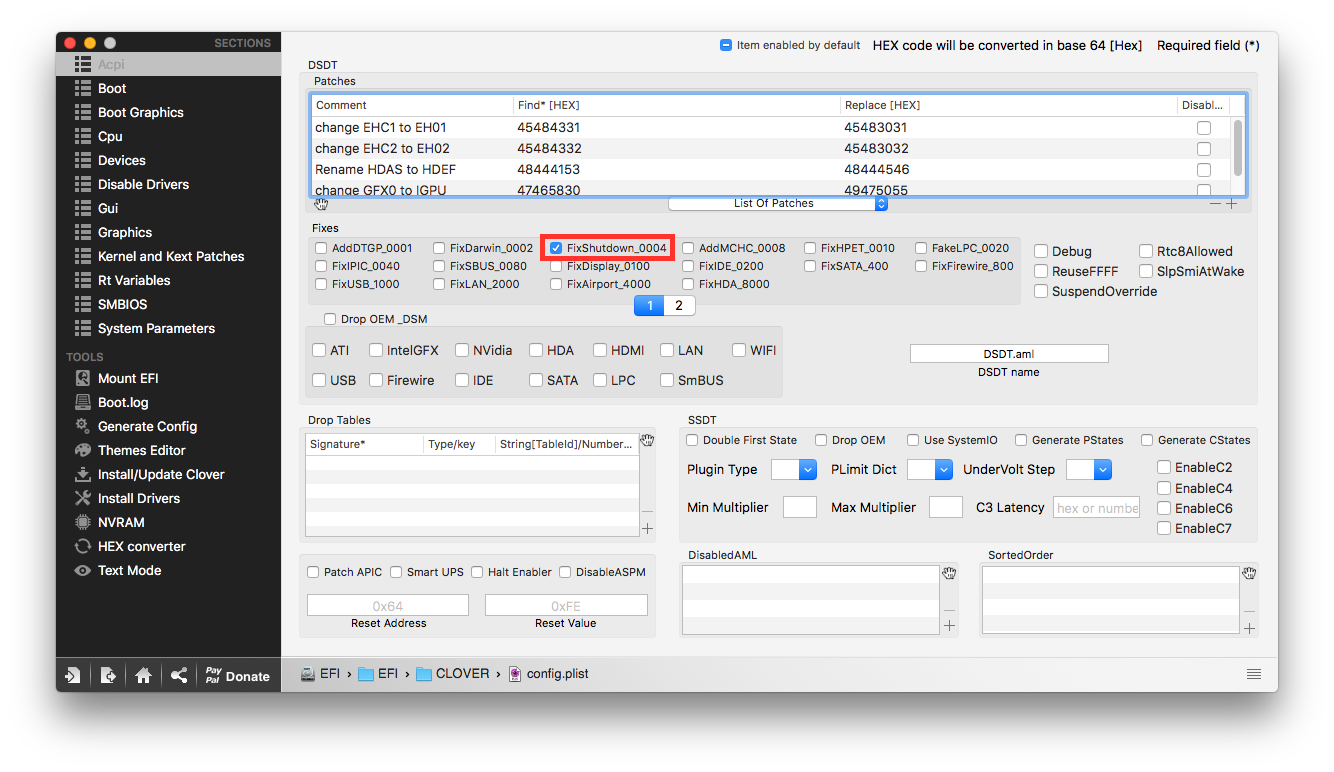 SECTIONS
Acpi
Boot
Boot Graphics
Cpu
Devices
Disable Drivers
Gui
Graphics
Kernel and Kext Patches
Rt Variables
SMBIOS
System Parameters
TOOLS
Mount EFI
Boot.log
Generate Config
Themes Editor
Install/Update Clover
Install Drivers
NVRAM
HEX converter
Text Mode
Pay
Pal Donate
Item enabled by default HEX code will be converted in base 64 [Hex] Required field (*)
DSDT
Patches
Comment Find* [HEX] Replace [HEX] Disabl...
change EHC1 to EH01 45484331 45483031
change EHC2 to EH02 45484332 45483032
Rename HDAS to HDEF 48444153 48444546
change GFX0 to IGPU 47465830 49475055
List Of Patches
Fixes
AddDTGP_0001 FixDarwin_0002 FixShutdown_0004 AddMCHC_0008 FixHPET_0010 FakeLPC_0020
FixIPIC_0040 FixSBUS_0080 FixDisplay_0100 FixIDE_0200 FixSATA_400 FixFirewire_800
FixUSB_1000 FixLAN_2000 FixAirport_4000 FixHDA_8000
1 2
Debug Rtc8Allowed
ReuseFFFF SlpSmiAtWake
SuspendOverride
Drop OEM _DSM
ATI IntelGFX NVidia HDA HDMI LAN WIFI
USB Firewire IDE SATA LPC SmBUS
DSDT.aml
DSDT name
Drop Tables
Signature* Type/key String[TableId]/Number...
SSDT
Double First State Drop OEM Use SystemIO Generate PStates Generate CStates
Plugin Type PLimit Dict UnderVolt Step
Min Multiplier Max Multiplier C3 Latency hex or numbe
EnableC2
EnableC4
EnableC6
EnableC7
Patch APIC Smart UPS Halt Enabler DisableASPM
0x64 0xFE
Reset Address Reset Value
DisabledAML
SortedOrder
EFI › EFI › CLOVER › config.plist